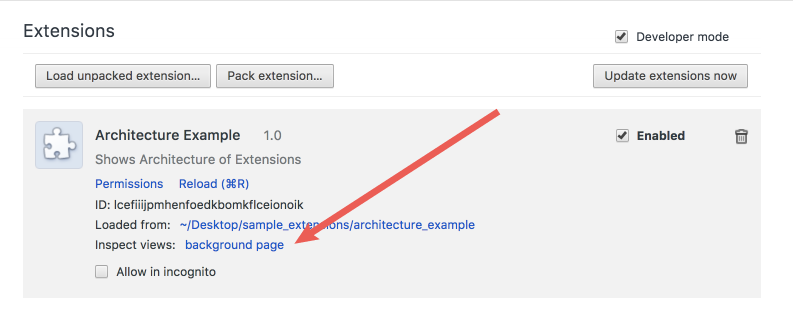 Extensions
Developer mode
Load unpacked extension... Pack extension... Update extensions now
Architecture Example 1.0 Enabled
Shows Architecture of Extensions
Permissions Reload (⌘R)
ID: lcefiiijpmhenfoedkbomkflceionoik
Loaded from: ~/Desktop/sample_extensions/architecture_example
Inspect views: background page
Allow in incognito